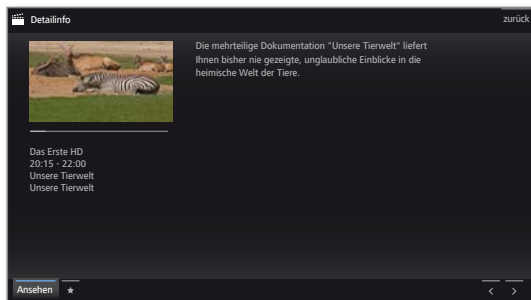 Detailinfo
zurück
Die mehrteilige Dokumentation "Unsere Tierwelt" liefert
Ihnen bisher nie gezeigte, unglaubliche Einblicke in die
heimische Welt der Tiere.
Das Erste HD
20:15 - 22:00
Unsere Tierwelt
Unsere Tierwelt
Ansehen ★